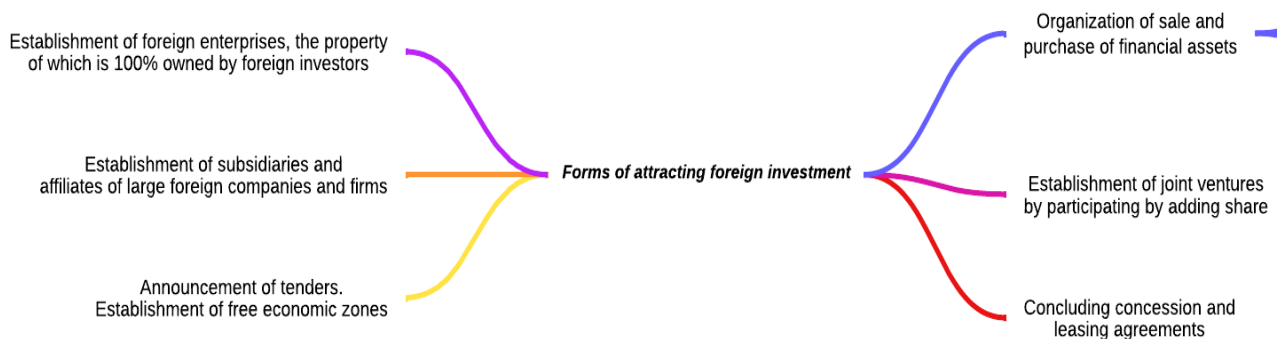 Establishment of foreign enterprises, the property
of which is 100% owned by foreign investors
Establishment of subsidiaries and
affiliates of large foreign companies and firms
Announcement of tenders.
Establishment of free economic zones
Forms of attracting foreign investment
Organization of sale and
purchase of financial assets
Establishment of joint ventures
by participating by adding share
Concluding concession and
leasing agreements